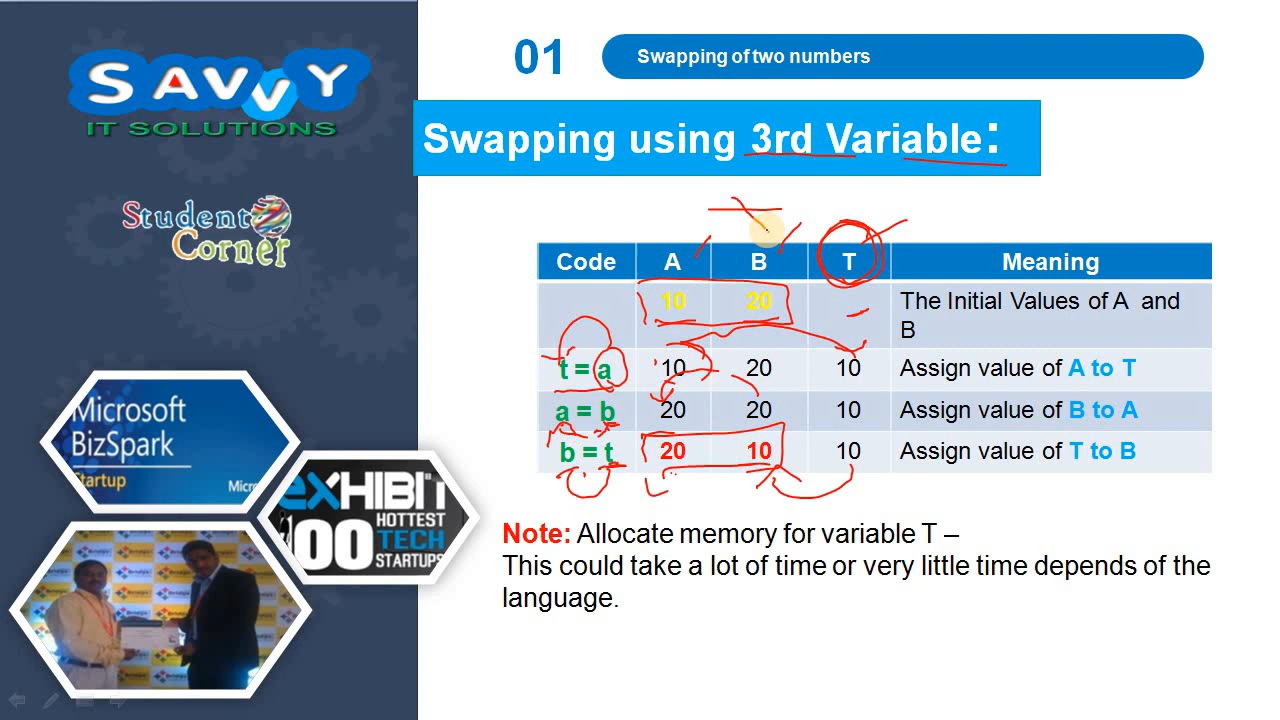 SAVVY
IT SOLUTIONS
Student
Corner
Microsoft
BizSpark
Startup
Micros
eXHIBIT
100 HOTTEST
TECH
STARTUPS
01 Swapping of two numbers
Swapping using 3rd Variable:
Code A B T Meaning
10 20 The Initial Values of A and
B
t = a 10 20 10 Assign value of A to T
a = b 20 20 10 Assign value of B to A
b = t 20 10 10 Assign value of T to B
Note: Allocate memory for variable T –
This could take a lot of time or very little time depends of the
language.